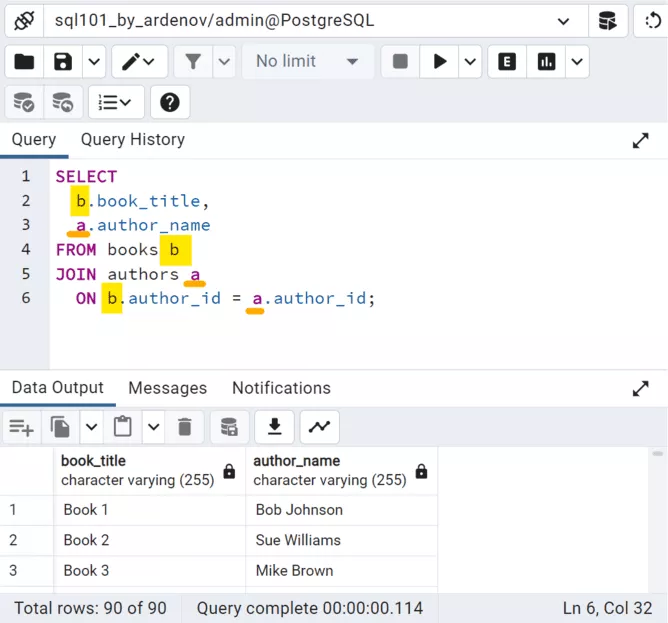 sql101_by_ardenov/admin@PostgreSQL
No limit
E
Query Query History
1 SELECT
2 b.book_title,
3 a.author_name
4 FROM books b
5 JOIN authors a
6 ON b.author_id = a.author_id;
Data Output Messages Notifications
book_title author_name
character varying (255) character varying (255)
1 Book 1 Bob Johnson
2 Book 2 Sue Williams
3 Book 3 Mike Brown
Total rows: 90 of 90 Query complete 00:00:00.114 Ln 6, Col 32